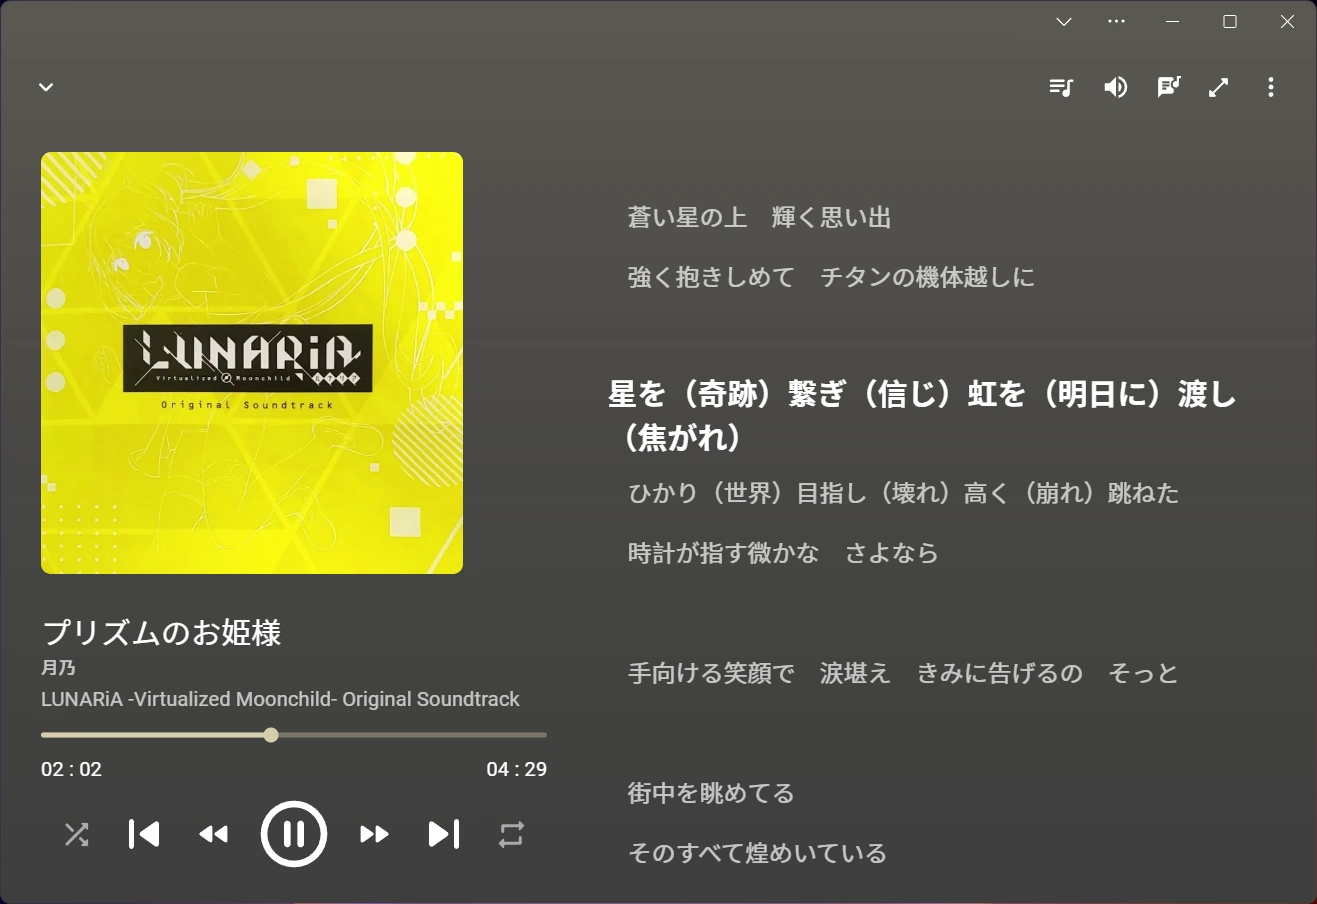 LUNARiA
Virtualized Moonchild ルナリア
Original Soundtrack
プリズムのお姫様
月乃
LUNARiA -Virtualized Moonchild- Original Soundtrack
02 : 02
04 : 29
蒼い星の上　輝く思い出
強く抱きしめて　チタンの機体越しに
星を（奇跡）繋ぎ（信じ）虹を（明日に）渡し
（焦がれ）
ひかり（世界）目指し（壊れ）高く（崩れ）跳ねた
時計が指す微かな　さよなら
手向ける笑顔で　涙堪え　きみに告げるの　そっと
街中を眺めてる
そのすべて煌めいている